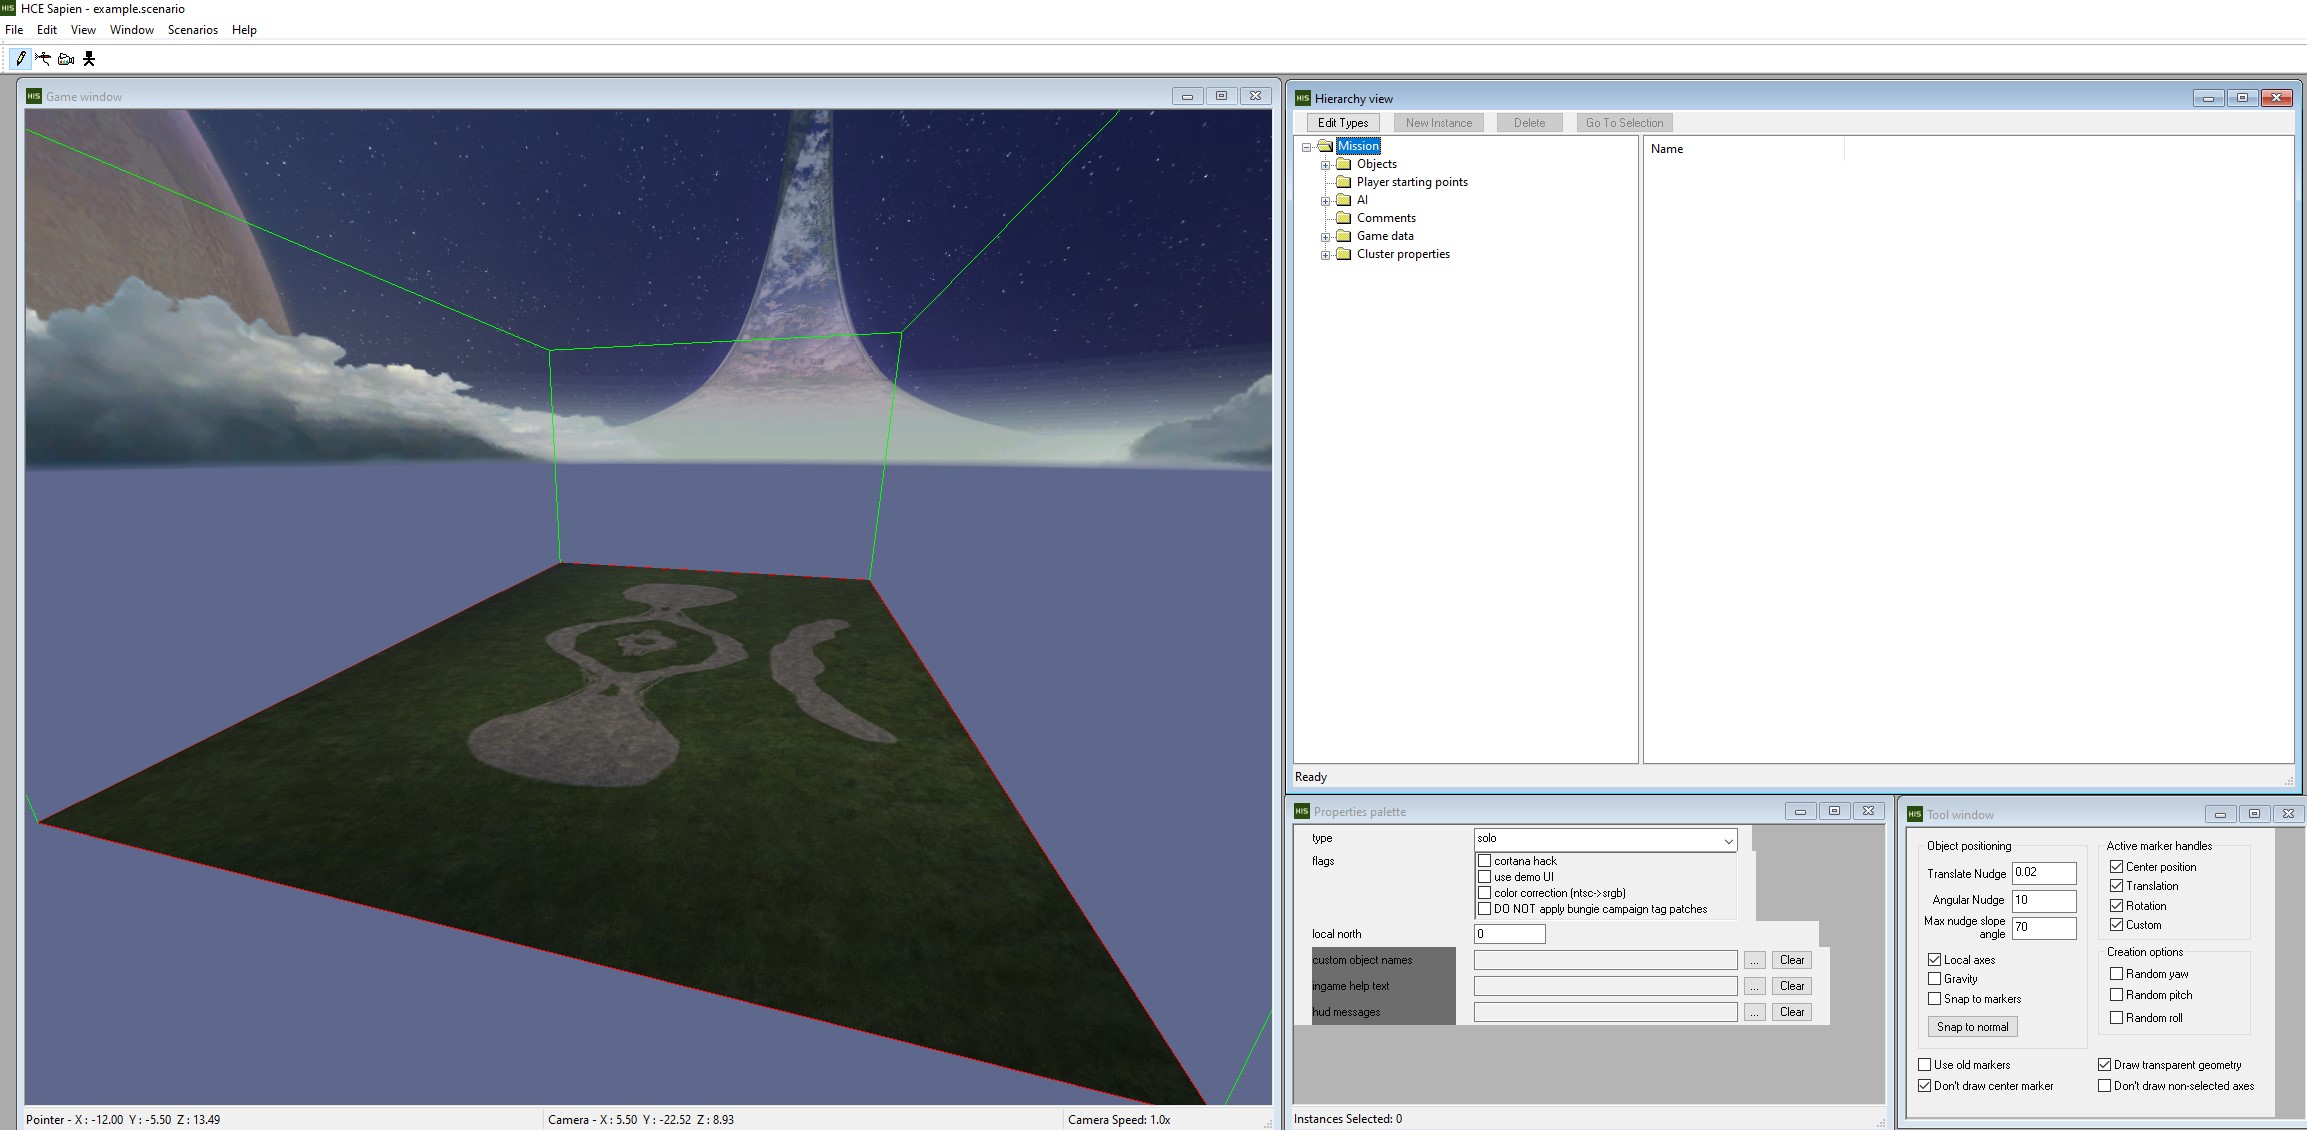 HIS HCE Sapien - example.scenario
File Edit View Window Scenarios Help
HIS Game window
HIS Hierarchy view
Edit Types New Instance Delete Go To Selection
Mission
Objects
Player starting points
AI
Comments
Game data
Cluster properties
Name
Ready
Pointer - X : -12.00 Y : -5.50 Z : 13.49
Camera - X : 5.50 Y : -22.52 Z : 8.93
Camera Speed: 1.0x
HIS Properties palette
type solo
flags
cortana hack
use demo UI
color correction (ntsc->srgb)
DO NOT apply bungie campaign tag patches
local north 0
custom object names ... Clear
ingame help text ... Clear
hud messages ... Clear
Instances Selected: 0
HIS Tool window
Object positioning
Translate Nudge 0.02
Angular Nudge 10
Max nudge slope
angle 70
Local axes
Gravity
Snap to markers
Snap to normal
Use old markers
Don't draw center marker
Active marker handles
Center position
Translation
Rotation
Custom
Creation options
Random yaw
Random pitch
Random roll
Draw transparent geometry
Don't draw non-selected axes